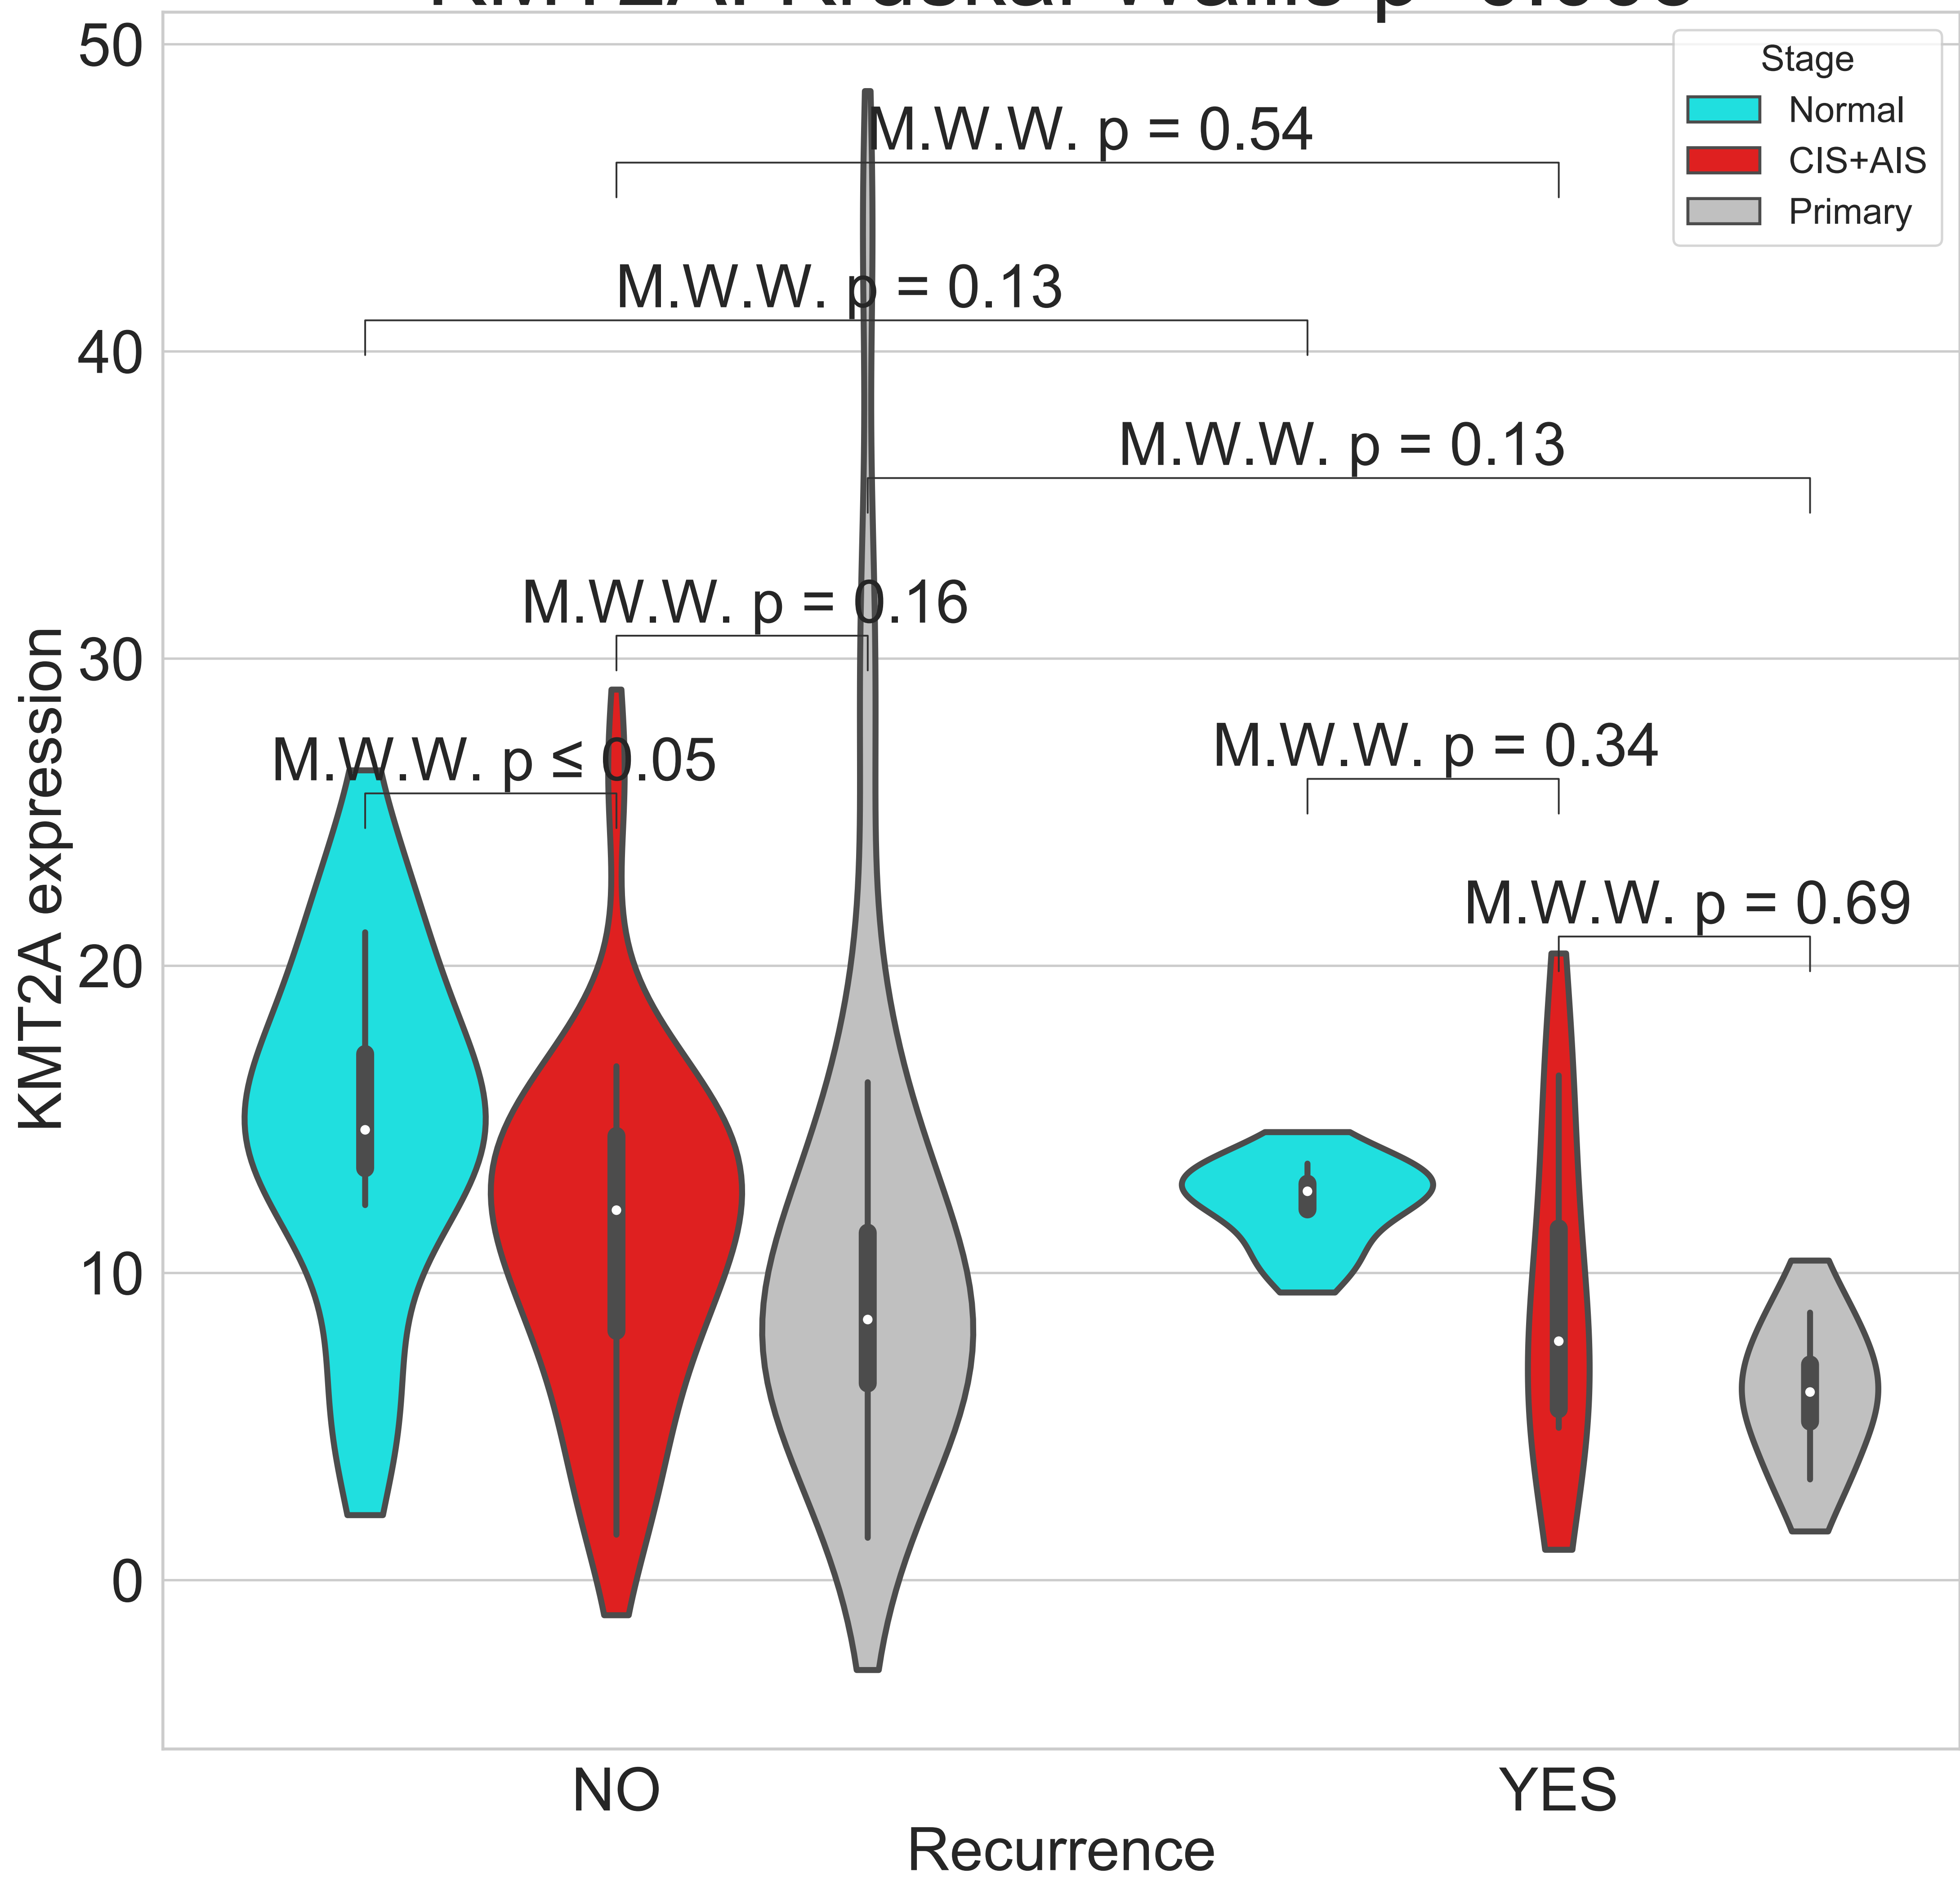 50
40
30
20
10
0
KMT2A expression
Stage
Normal
CIS+AIS
Primary
M.W.W. p = 0.54
M.W.W. p = 0.13
M.W.W. p = 0.13
M.W.W. p = 0.16
M.W.W. p ≤ 0.05
M.W.W. p = 0.34
M.W.W. p = 0.69
NO
YES
Recurrence